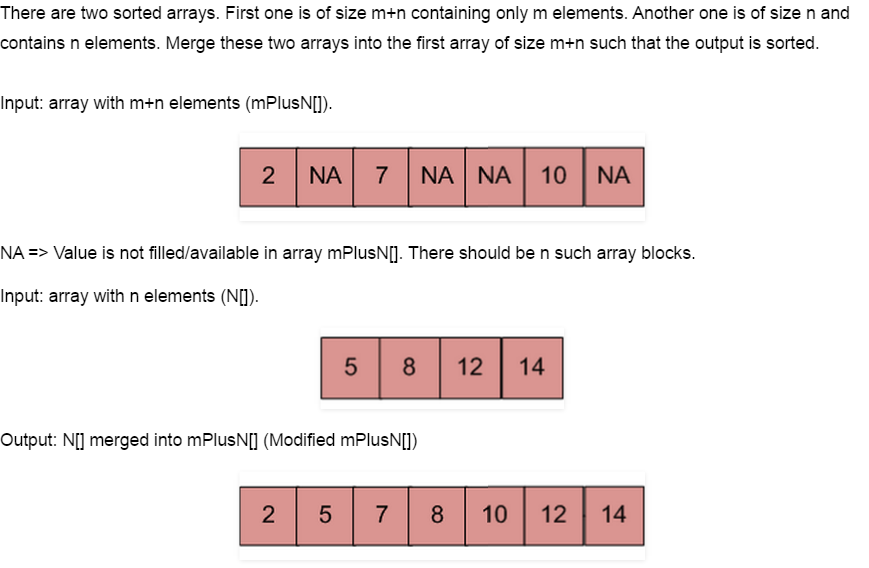 There are two sorted arrays. First one is of size m+n containing only m elements. Another one is of size n and
contains n elements. Merge these two arrays into the first array of size m+n such that the output is sorted.
Input: array with m+n elements (mPlusN[]).
2 NA 7 NA NA 10 NA
NA => Value is not filled/available in array mPlusN[]. There should be n such array blocks.
Input: array with n elements (N[]).
5 8 12 14
Output: N[] merged into mPlusN[] (Modified mPlusN[])
2 5 7 8 10 12 14